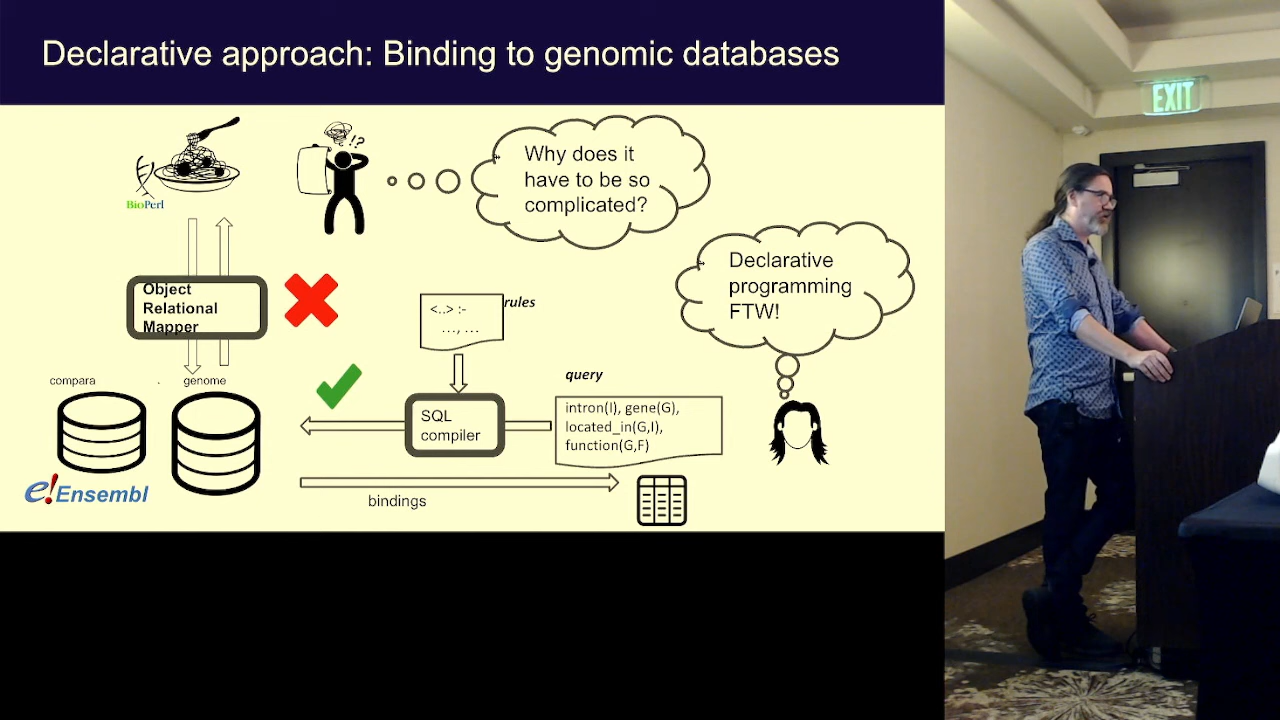 Declarative approach: Binding to genomic databases
EXIT
!?
Why does it
have to be so
complicated?
BioPerl
Declarative
programming
FTW!
Object
Relational
Mapper
rules
<..> :-
..., ...
compara
.
genome
query
SQL
compiler
intron(I), gene(G),
located_in(G,I),
function(G,F)
e!Ensembl
bindings